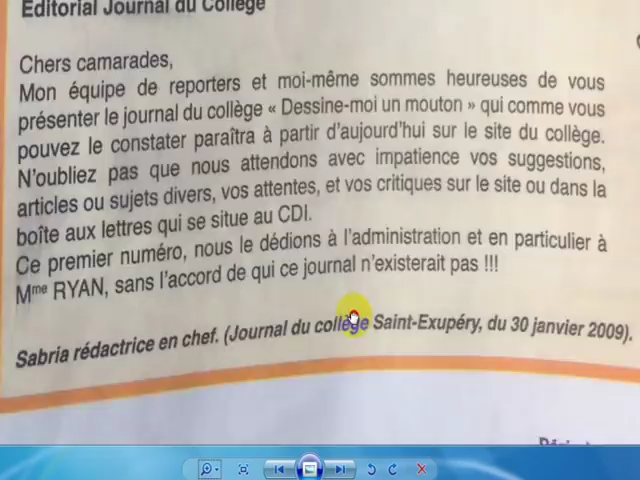 Editorial Journal du Collège
Chers camarades,
Mon équipe de reporters et moi-même sommes heureuses de vous
présenter le journal du collège « Dessine-moi un mouton » qui comme vous
pouvez le constater paraîtra à partir d'aujourd'hui sur le site du collège.
N'oubliez pas que nous attendons avec impatience vos suggestions,
articles ou sujets divers, vos attentes, et vos critiques sur le site ou dans la
boîte aux lettres qui se situe au CDI.
Ce premier numéro, nous le dédions à l'administration et en particulier à
Mme RYAN, sans l'accord de qui ce journal n'existerait pas !!!
Sabria rédactrice en chef. (Journal du collège Saint-Exupéry, du 30 janvier 2009).